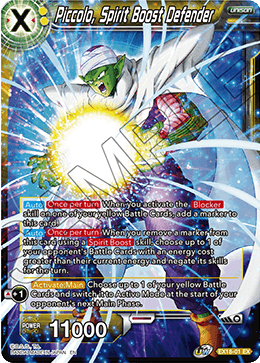 X
Piccolo, Spirit Boost Defender
UNISON
Auto Once per turn When you activate the Blocker
skill on one of your yellow Battle Cards, add a marker to
this card.
Auto Once per turn When you remove a marker from this
card using a Spirit Boost skill, choose up to 1 of your
opponent's Battle Cards with an energy cost
greater than their current energy and negate its skills
for the turn.
+1 Activate:Main Choose up to 1 of your yellow Battle
Cards and switch it to Active Mode at the start of your
opponent's next Main Phase.
POWER
11000
EX18-01 EX